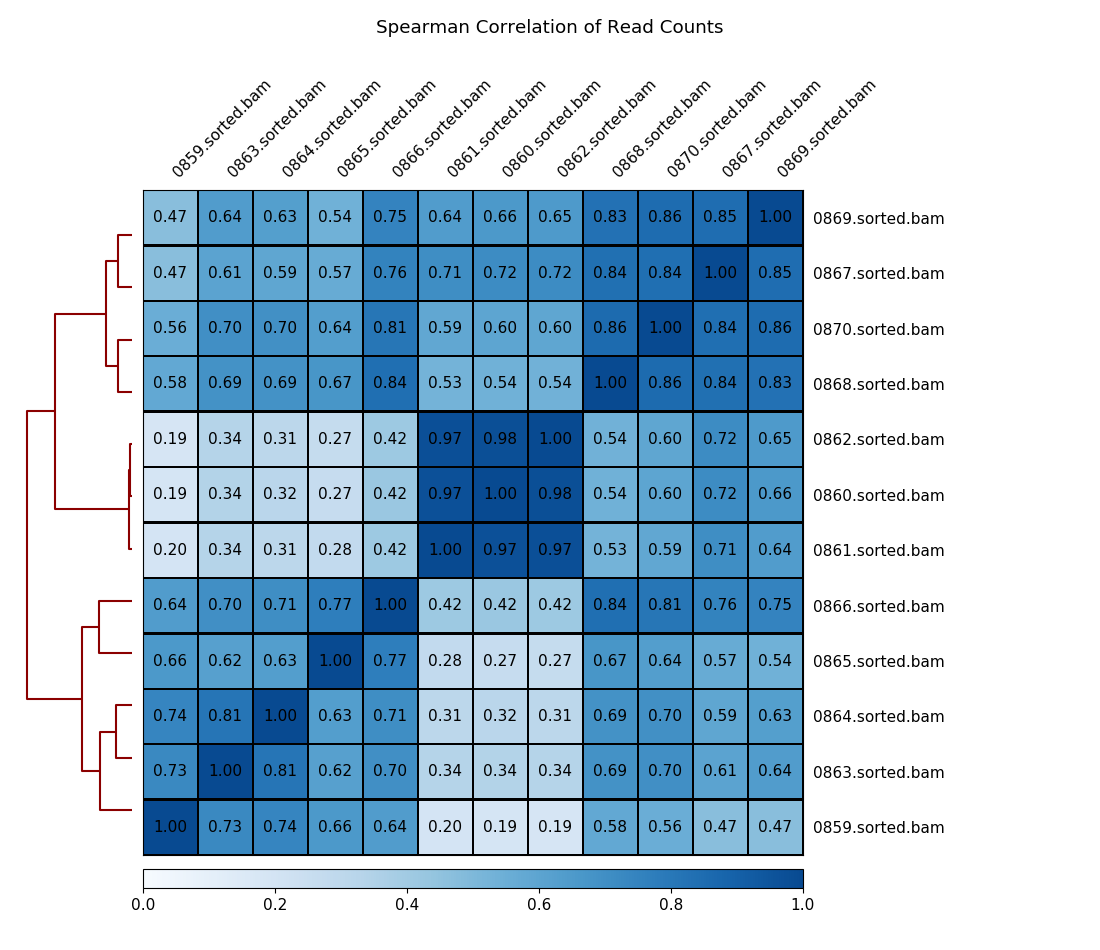 Spearman Correlation of Read Counts
0859.sorted.bam 0863.sorted.bam 0864.sorted.bam 0865.sorted.bam 0866.sorted.bam 0861.sorted.bam 0860.sorted.bam 0862.sorted.bam 0868.sorted.bam 0870.sorted.bam 0867.sorted.bam 0869.sorted.bam
0.47 0.64 0.63 0.54 0.75 0.64 0.66 0.65 0.83 0.86 0.85 1.00 0869.sorted.bam
0.47 0.61 0.59 0.57 0.76 0.71 0.72 0.72 0.84 0.84 1.00 0.85 0867.sorted.bam
0.56 0.70 0.70 0.64 0.81 0.59 0.60 0.60 0.86 1.00 0.84 0.86 0870.sorted.bam
0.58 0.69 0.69 0.67 0.84 0.53 0.54 0.54 1.00 0.86 0.84 0.83 0868.sorted.bam
0.19 0.34 0.31 0.27 0.42 0.97 0.98 1.00 0.54 0.60 0.72 0.65 0862.sorted.bam
0.19 0.34 0.32 0.27 0.42 0.97 1.00 0.98 0.54 0.60 0.72 0.66 0860.sorted.bam
0.20 0.34 0.31 0.28 0.42 1.00 0.97 0.97 0.53 0.59 0.71 0.64 0861.sorted.bam
0.64 0.70 0.71 0.77 1.00 0.42 0.42 0.42 0.84 0.81 0.76 0.75 0866.sorted.bam
0.66 0.62 0.63 1.00 0.77 0.28 0.27 0.27 0.67 0.64 0.57 0.54 0865.sorted.bam
0.74 0.81 1.00 0.63 0.71 0.31 0.32 0.31 0.69 0.70 0.59 0.63 0864.sorted.bam
0.73 1.00 0.81 0.62 0.70 0.34 0.34 0.34 0.69 0.70 0.61 0.64 0863.sorted.bam
1.00 0.73 0.74 0.66 0.64 0.20 0.19 0.19 0.58 0.56 0.47 0.47 0859.sorted.bam
0.0 0.2 0.4 0.6 0.8 1.0